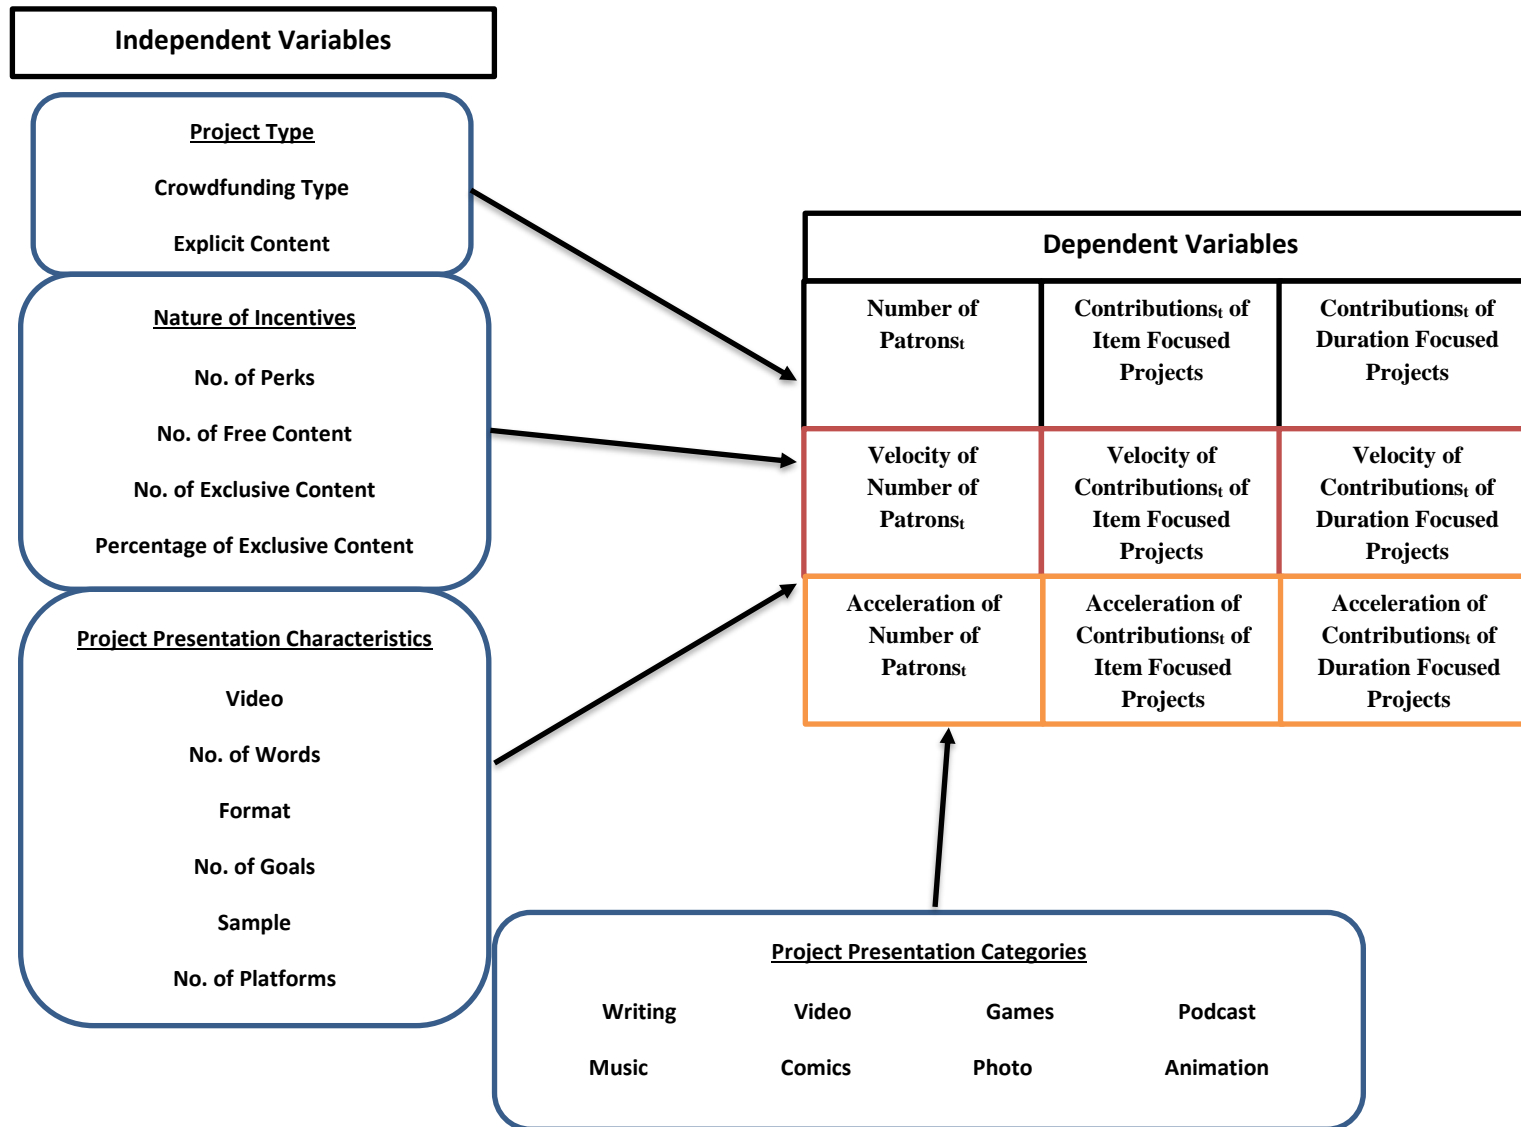 Independent Variables
Project Type
Crowdfunding Type
Explicit Content
Nature of Incentives
No. of Perks
No. of Free Content
No. of Exclusive Content
Percentage of Exclusive Content
Project Presentation Characteristics
Video
No. of Words
Format
No. of Goals
Sample
No. of Platforms
Dependent Variables
Number of
Patronsₜ
Contributionsₜ of
Item Focused
Projects
Contributionsₜ of
Duration Focused
Projects
Velocity of
Number of
Patronsₜ
Velocity of
Contributionsₜ of
Item Focused
Projects
Velocity of
Contributionsₜ of
Duration Focused
Projects
Acceleration of
Number of
Patronsₜ
Acceleration of
Contributionsₜ of
Item Focused
Projects
Acceleration of
Contributionsₜ of
Duration Focused
Projects
Project Presentation Categories
Writing Video Games Podcast
Music Comics Photo Animation